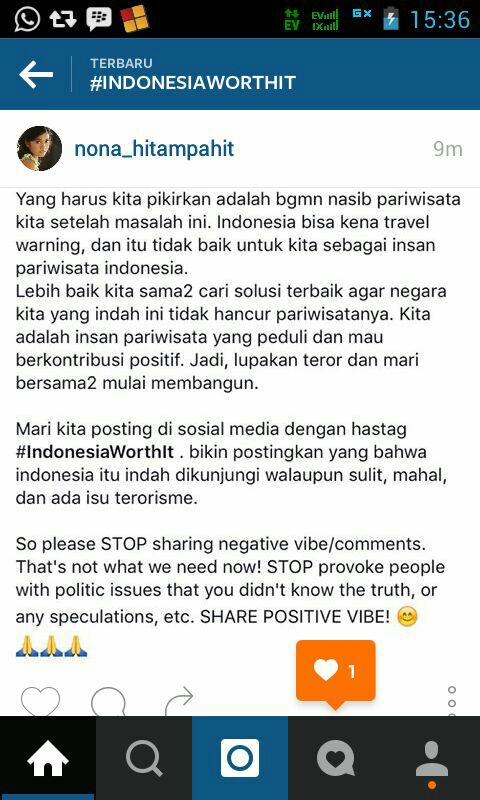 EV
EV
1X
GX
15:36
TERBARU
#INDONESIAWORTHIT
nona_hitampahit
9m
Yang harus kita pikirkan adalah bgmn nasib pariwisata
kita setelah masalah ini. Indonesia bisa kena travel
warning, dan itu tidak baik untuk kita sebagai insan
pariwisata indonesia.
Lebih baik kita sama2 cari solusi terbaik agar negara
kita yang indah ini tidak hancur pariwisatanya. Kita
adalah insan pariwisata yang peduli dan mau
berkontribusi positif. Jadi, lupakan teror dan mari
bersama2 mulai membangun.
Mari kita posting di sosial media dengan hastag
#IndonesiaWorthIt . bikin postingkan yang bahwa
indonesia itu indah dikunjungi walaupun sulit, mahal,
dan ada isu terorisme.
So please STOP sharing negative vibe/comments.
That's not what we need now! STOP provoke people
with politic issues that you didn't know the truth, or
any speculations, etc. SHARE POSITIVE VIBE! 😊
🙏🙏🙏
1